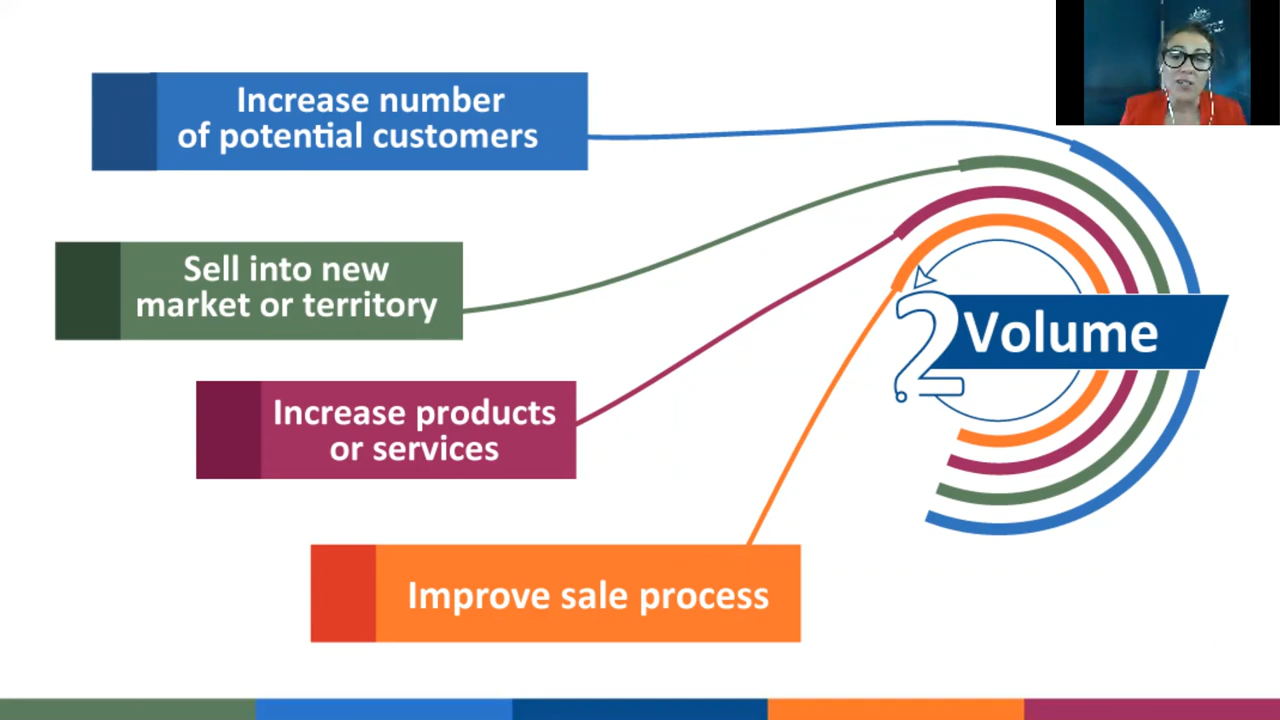 Increase number
of potential customers
Sell into new
market or territory
Increase products
or services
Improve sale process
2 Volume